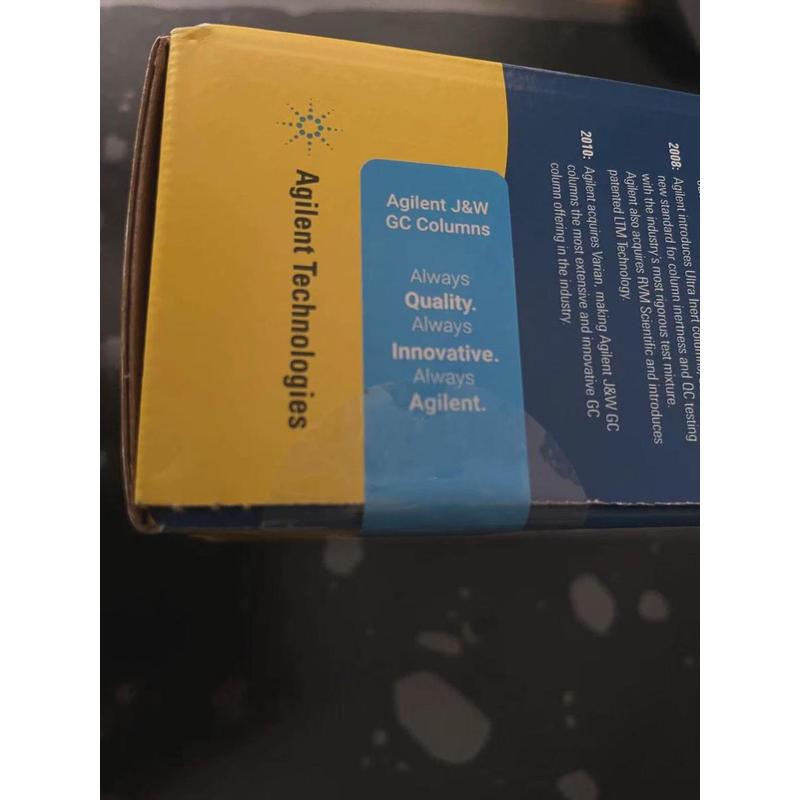 Agilent Technologies
Agilent J&W
GC Columns
Always
Quality.
Always
Innovative.
Always
Agilent.
2008: Agilent introduces Ultra Inert
new standard for column inertness and QC testing
with the industry's most rigorous test mixture.
Agilent also acquires RVM Scientific and introduces
patented LTM Technology.
2010: Agilent acquires Varian, making Agilent J&W GC
columns the most extensive and innovative GC
column offering in the industry.